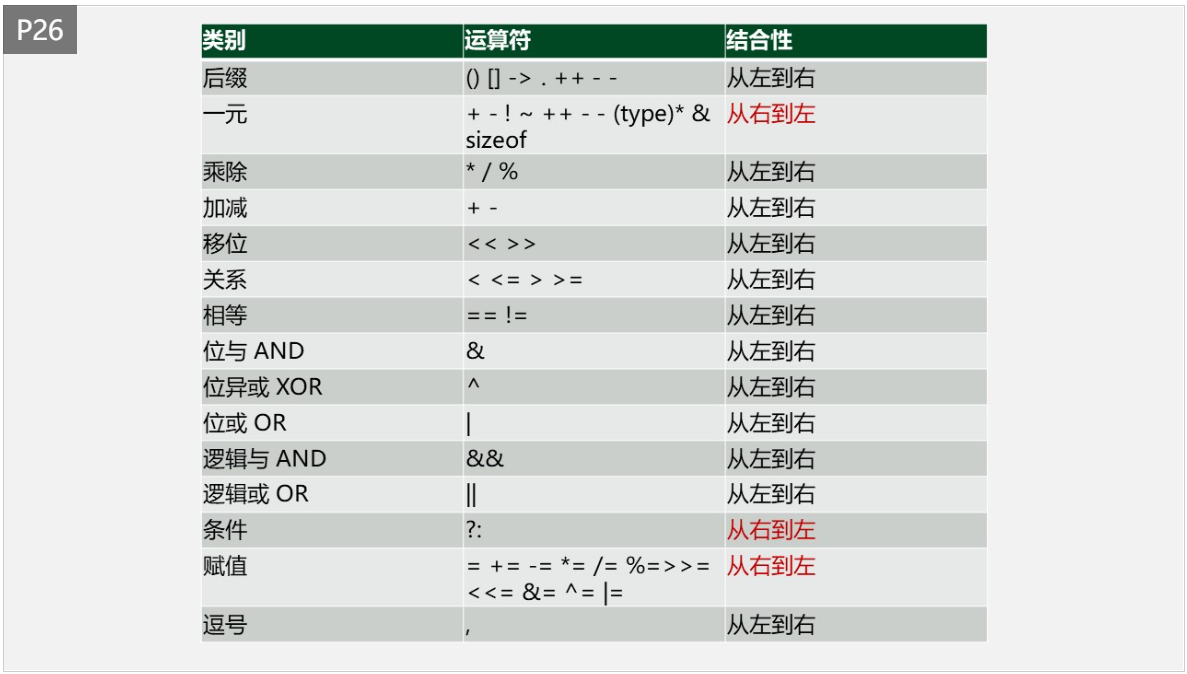 P26
类别 运算符 结合性
后缀 () [] -> . ++ - - 从左到右
一元 + - ! ~ ++ - - (type)* & 从右到左
sizeof
乘除 * / % 从左到右
加减 + - 从左到右
移位 << >> 从左到右
关系 < <= > >= 从左到右
相等 == != 从左到右
位与 AND & 从左到右
位异或 XOR ^ 从左到右
位或 OR | 从左到右
逻辑与 AND && 从左到右
逻辑或 OR || 从左到右
条件 ?: 从右到左
赋值 = += -= *= /= %=>>= 从右到左
<<= &= ^= |=
逗号 , 从左到右